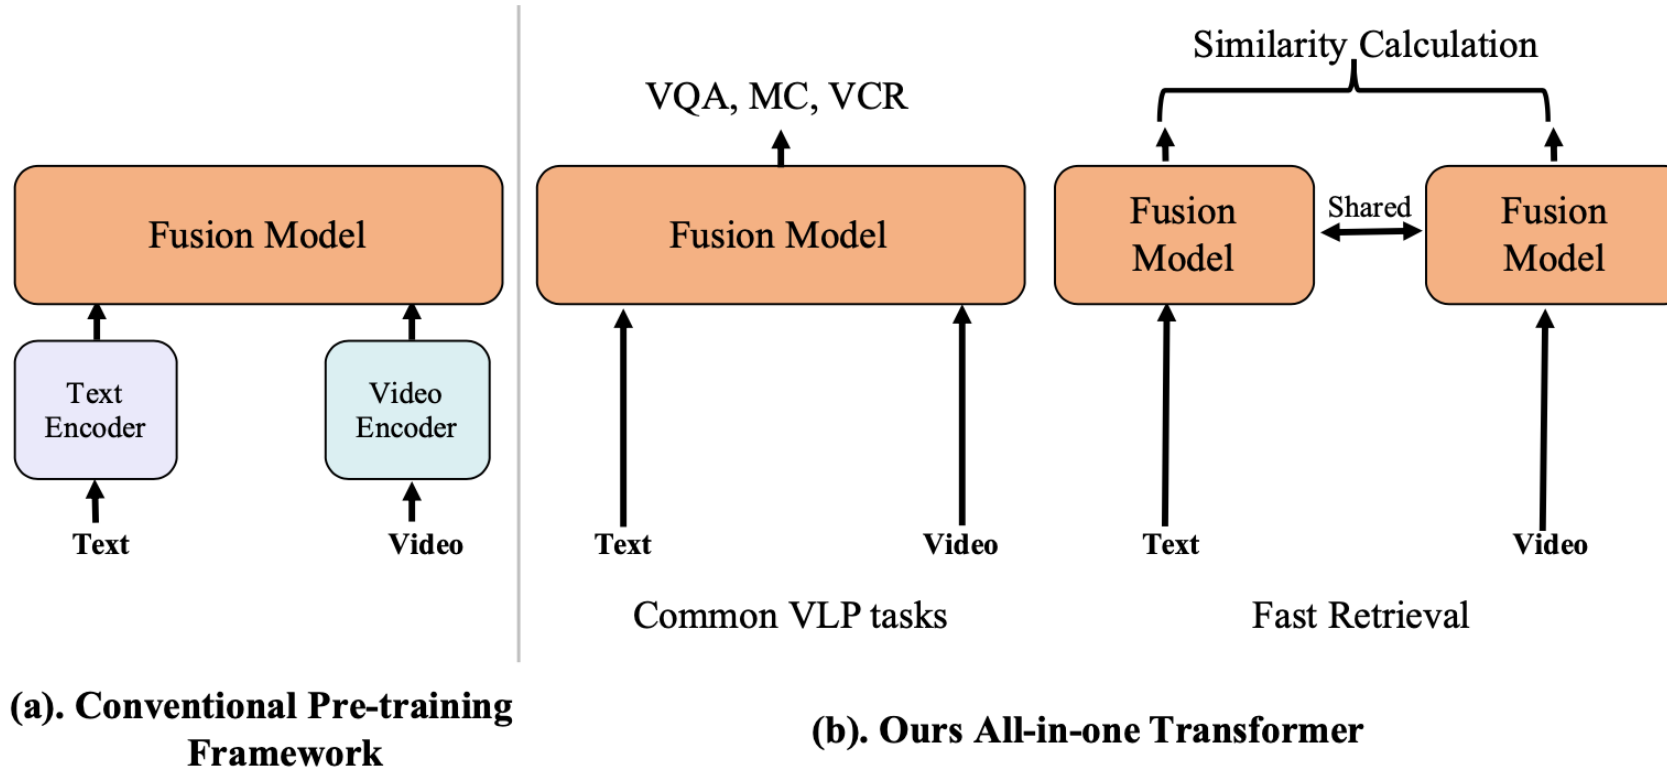 Fusion Model
Text
Encoder
Video
Encoder
Text
Video
(a). Conventional Pre-training
Framework
VQA, MC, VCR
Fusion Model
Text
Video
Common VLP tasks
Similarity Calculation
Fusion
Model
Shared
Fusion
Model
Text
Video
Fast Retrieval
(b). Ours All-in-one Transformer